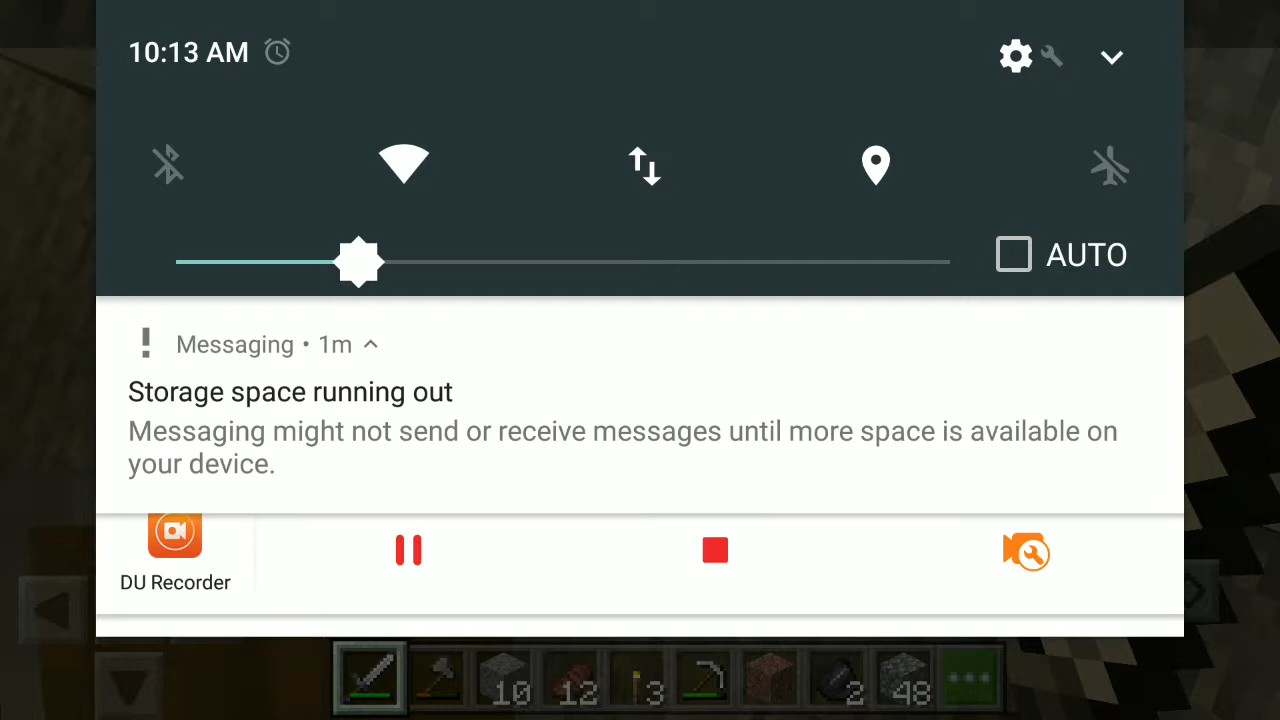 10:13 AM
AUTO
Messaging • 1m
Storage space running out
Messaging might not send or receive messages until more space is available on
your device.
DU Recorder
10 12 3 2 48